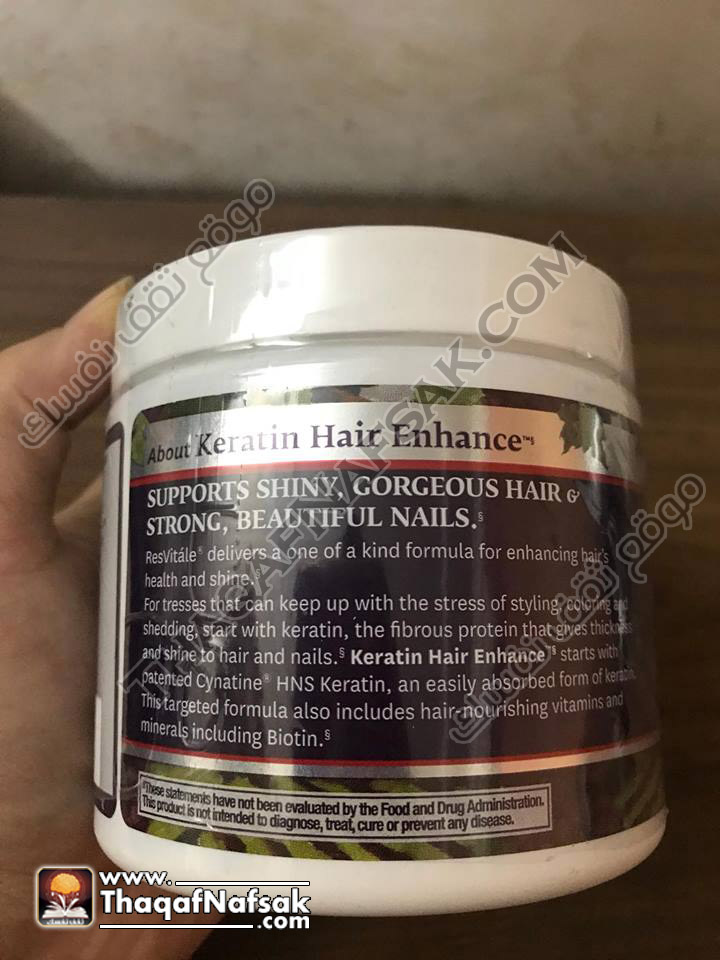 About Keratin Hair Enhance™§
SUPPORTS SHINY, GORGEOUS HAIR &
STRONG, BEAUTIFUL NAILS.§
ResVitále® delivers a one of a kind formula for enhancing hair's
health and shine.§
For tresses that can keep up with the stress of styling, coloring and
shedding, start with keratin, the fibrous protein that gives thickness
and shine to hair and nails.§ Keratin Hair Enhance™§ starts with
patented Cynatine® HNS Keratin, an easily absorbed form of keratin.
This targeted formula also includes hair-nourishing vitamins and
minerals including Biotin.§
§These statements have not been evaluated by the Food and Drug Administration.
This product is not intended to diagnose, treat, cure or prevent any disease.
موقع ثقف نفسك
THAQAFNAFSAK.COM
موقع ثقف نفسك
www.
ThaqafNafsak
.com